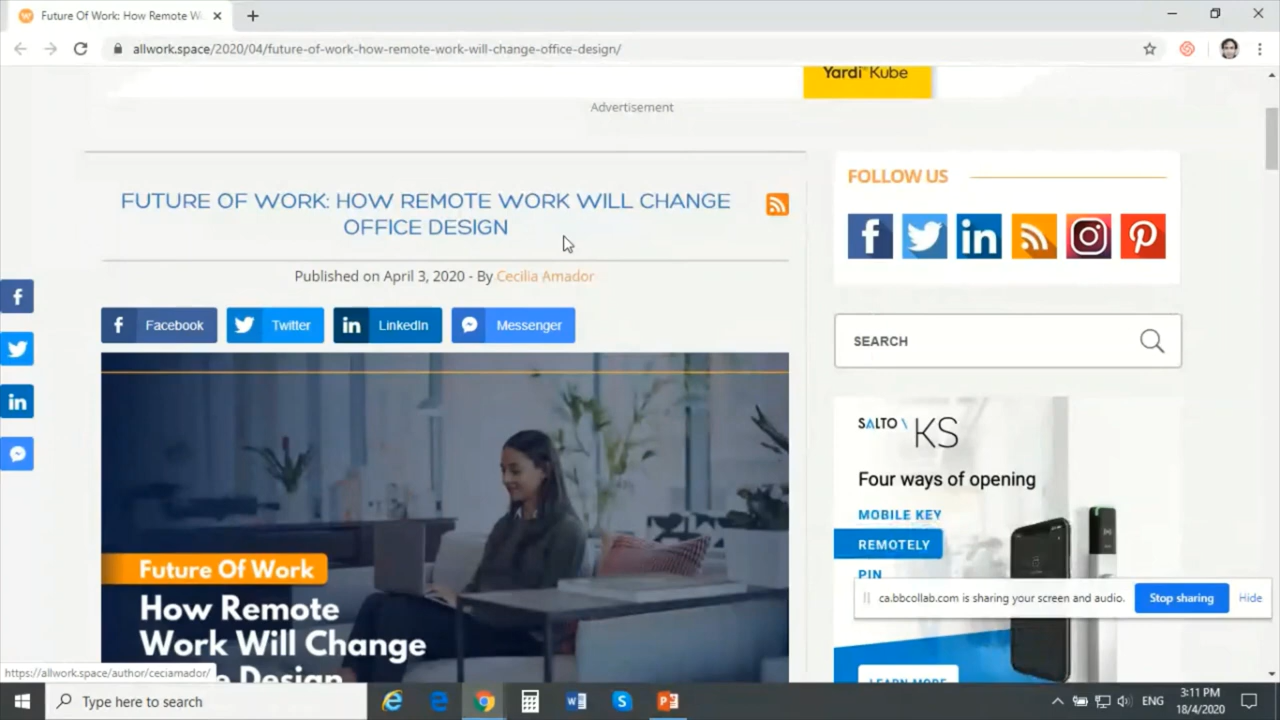 Future Of Work: How Remote W
allwork.space/2020/04/future-of-work-how-remote-work-will-change-office-design/
Yardi Kube
Advertisement
FUTURE OF WORK: HOW REMOTE WORK WILL CHANGE
OFFICE DESIGN
Published on April 3, 2020 - By Cecilia Amador
Facebook
Twitter
LinkedIn
Messenger
Future Of Work
How Remote
Work Will Change
Design
FOLLOW US
SEARCH
SALTO KS
Four ways of opening
MOBILE KEY
REMOTELY
PIN
ca.bbcollab.com is sharing your screen and audio.
Stop sharing
Hide
LEARN MORE
https://allwork.space/author/ceciamador/
Type here to search
ENG
3:11 PM
18/4/2020